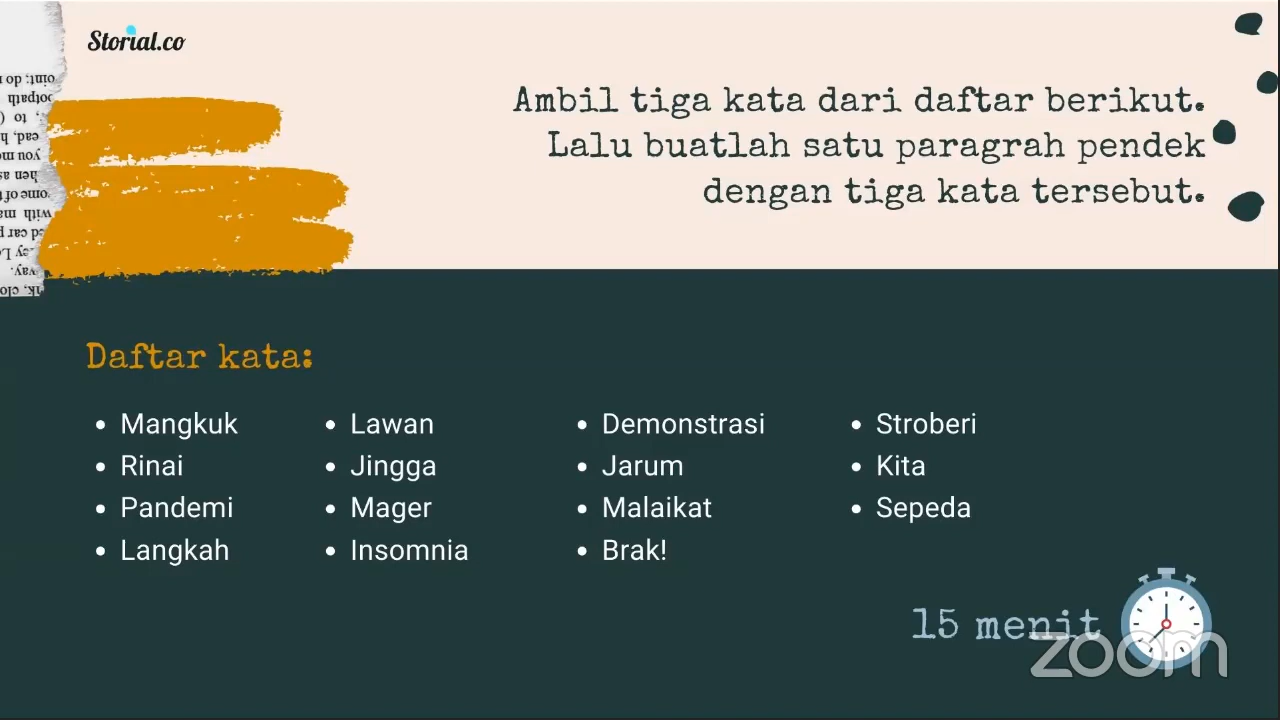 Storial.co
Ambil tiga kata dari daftar berikut.
Lalu buatlah satu paragrah pendek
dengan tiga kata tersebut.
Daftar kata:
• Mangkuk
• Rinai
• Pandemi
• Langkah
• Lawan
• Jingga
• Mager
• Insomnia
• Demonstrasi
• Jarum
• Malaikat
• Brak!
• Stroberi
• Kita
• Sepeda
15 menit
zoom